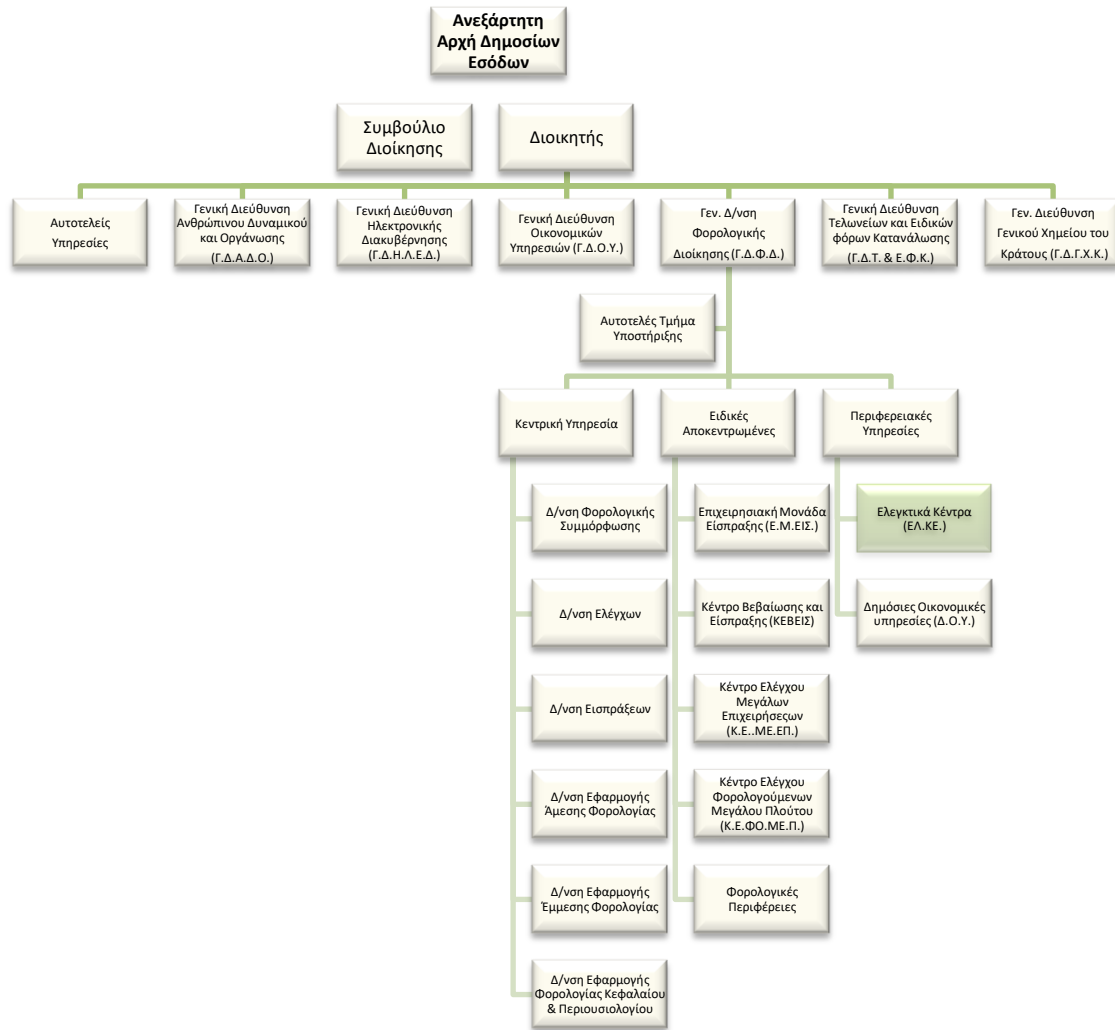 Ανεξάρτητη
Αρχή Δημοσίων
Εσόδων
Συμβούλιο
Διοίκησης
Διοικητής
Αυτοτελείς
Υπηρεσίες
Γενική Διεύθυνση
Ανθρώπινου Δυναμικού
και Οργάνωσης
(Γ.Δ.Α.Δ.Ο.)
Γενική Διεύθυνση
Ηλεκτρονικής
Διακυβέρνησης
(Γ.Δ.Η.Λ.Ε.Δ.)
Γενική Διεύθυνση
Οικονομικών
Υπηρεσιών (Γ.Δ.Ο.Υ.)
Γεν. Δ/νση
Φορολογικής
Διοίκησης (Γ.Δ.Φ.Δ.)
Γενική Διεύθυνση
Τελωνείων και Ειδικών
φόρων Κατανάλωσης
(Γ.Δ.Τ. & Ε.Φ.Κ.)
Γεν. Διεύθυνση
Γενικού Χημείου του
Κράτους (Γ.Δ.Γ.Χ.Κ.)
Αυτοτελές Τμήμα
Υποστήριξης
Κεντρική Υπηρεσία
Ειδικές
Αποκεντρωμένες
Περιφερειακές
Υπηρεσίες
Δ/νση Φορολογικής
Συμμόρφωσης
Επιχειρησιακή Μονάδα
Είσπραξης (Ε.Μ.ΕΙΣ.)
Ελεγκτικά Κέντρα
(ΕΛ.ΚΕ.)
Δ/νση Ελέγχων
Κέντρο Βεβαίωσης και
Είσπραξης (ΚΕΒΕΙΣ)
Δημόσιες Οικονομικές
υπηρεσίες (Δ.Ο.Υ.)
Δ/νση Εισπράξεων
Κέντρο Ελέγχου
Μεγάλων
Επιχειρήσεςων
(Κ.Ε..ΜΕ.ΕΠ.)
Δ/νση Εφαρμογής
Άμεσης Φορολογίας
Κέντρο Ελέγχου
Φορολογούμενων
Μεγάλου Πλούτου
(Κ.Ε.ΦΟ.ΜΕ.Π.)
Δ/νση Εφαρμογής
Έμμεσης Φορολογίας
Φορολογικές
Περιφέρειες
Δ/νση Εφαρμογής
Φορολογίας Κεφαλαίου
& Περιουσιολογίου